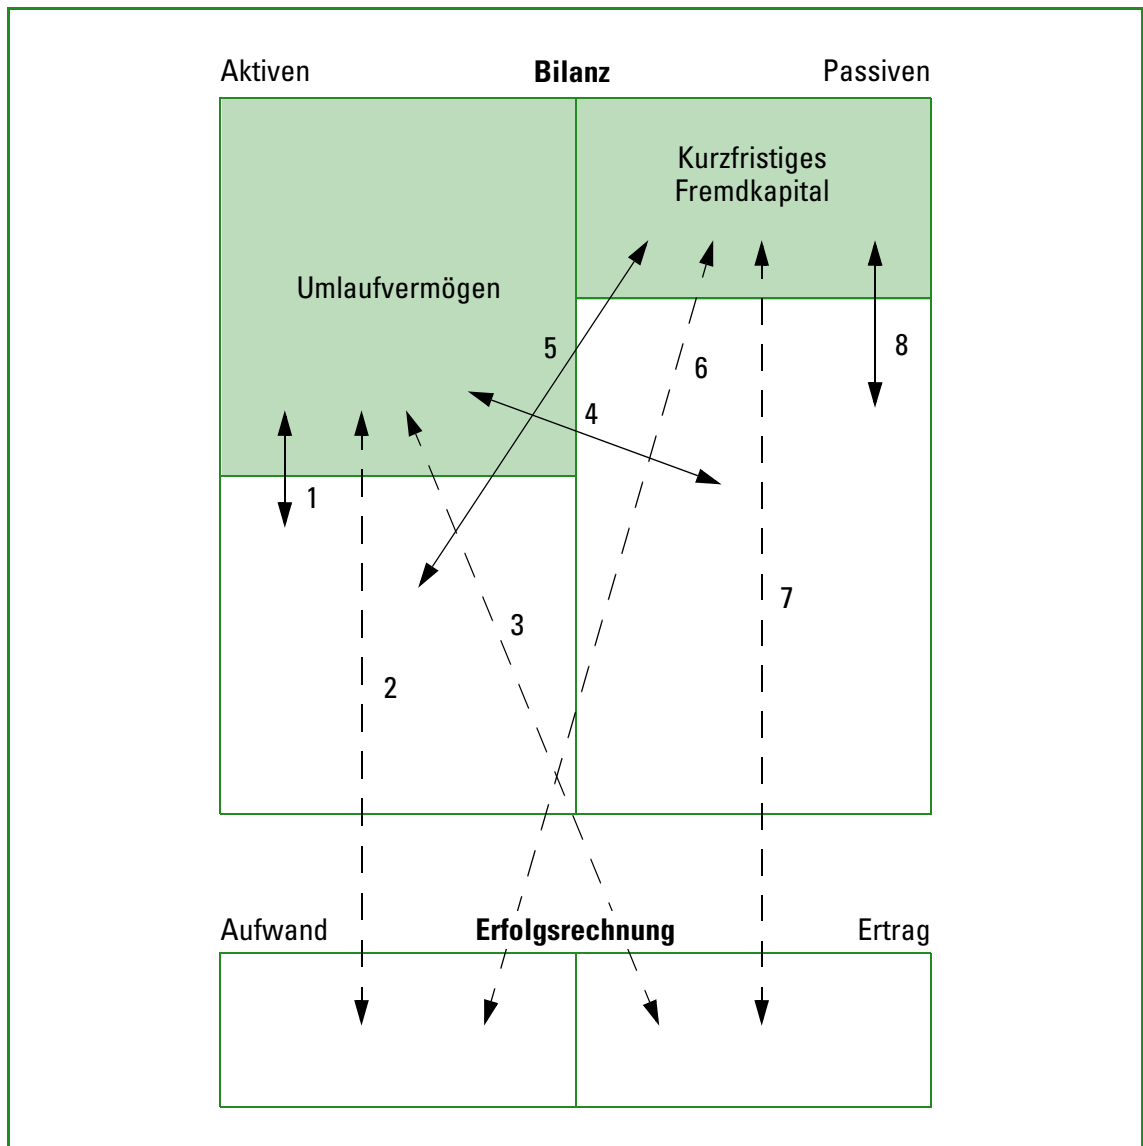 Aktiven Bilanz Passiven
Kurzfristiges
Fremdkapital
Umlaufvermögen
5
8
6
4
1
7
3
2
Aufwand Erfolgsrechnung Ertrag